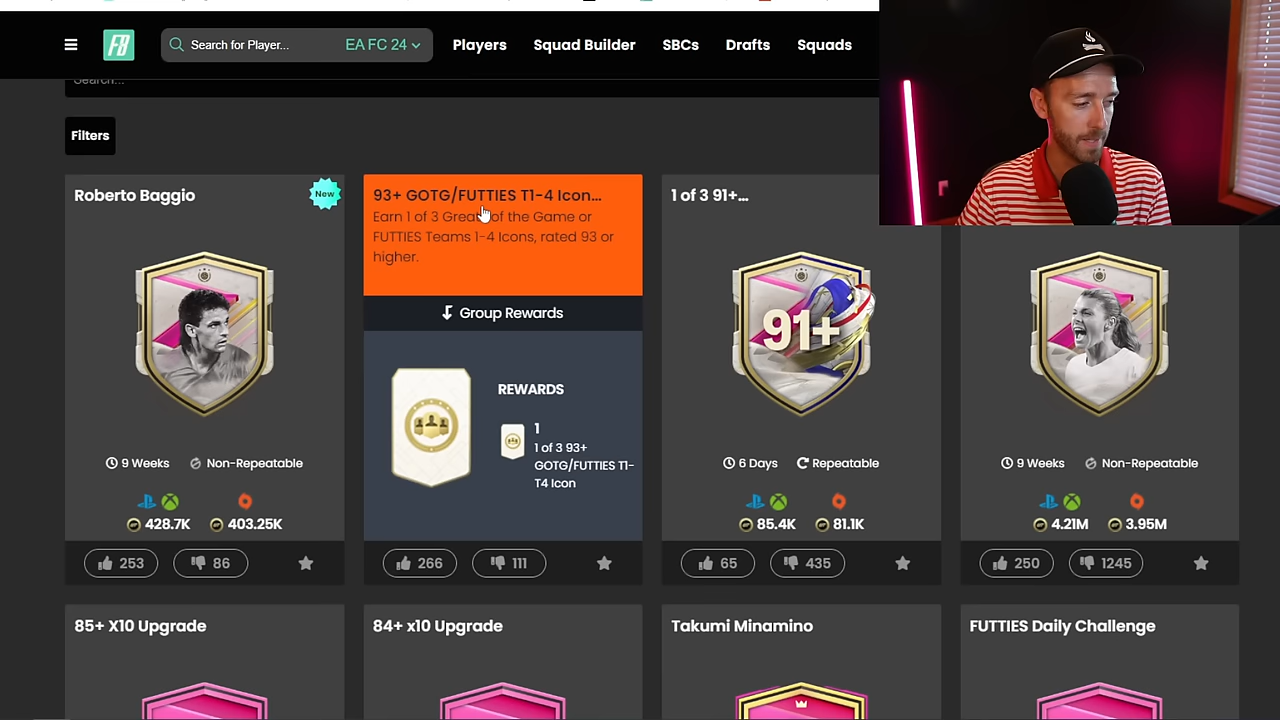 FB
Search for Player...
EA FC 24
Players
Squad Builder
SBCs
Drafts
Squads
Search...
Filters
Roberto Baggio
New
9 Weeks
Non-Repeatable
428.7K
403.25K
253
86
93+ GOTG/FUTTIES T1-4 Icon...
Earn 1 of 3 Greats of the Game or
FUTTIES Teams 1-4 Icons, rated 93 or
higher.
Group Rewards
REWARDS
1
1 of 3 93+
GOTG/FUTTIES T1-
T4 Icon
266
111
1 of 3 91+...
91+
6 Days
Repeatable
85.4K
81.1K
65
435
9 Weeks
Non-Repeatable
4.21M
3.95M
250
1245
85+ X10 Upgrade
84+ x10 Upgrade
Takumi Minamino
FUTTIES Daily Challenge